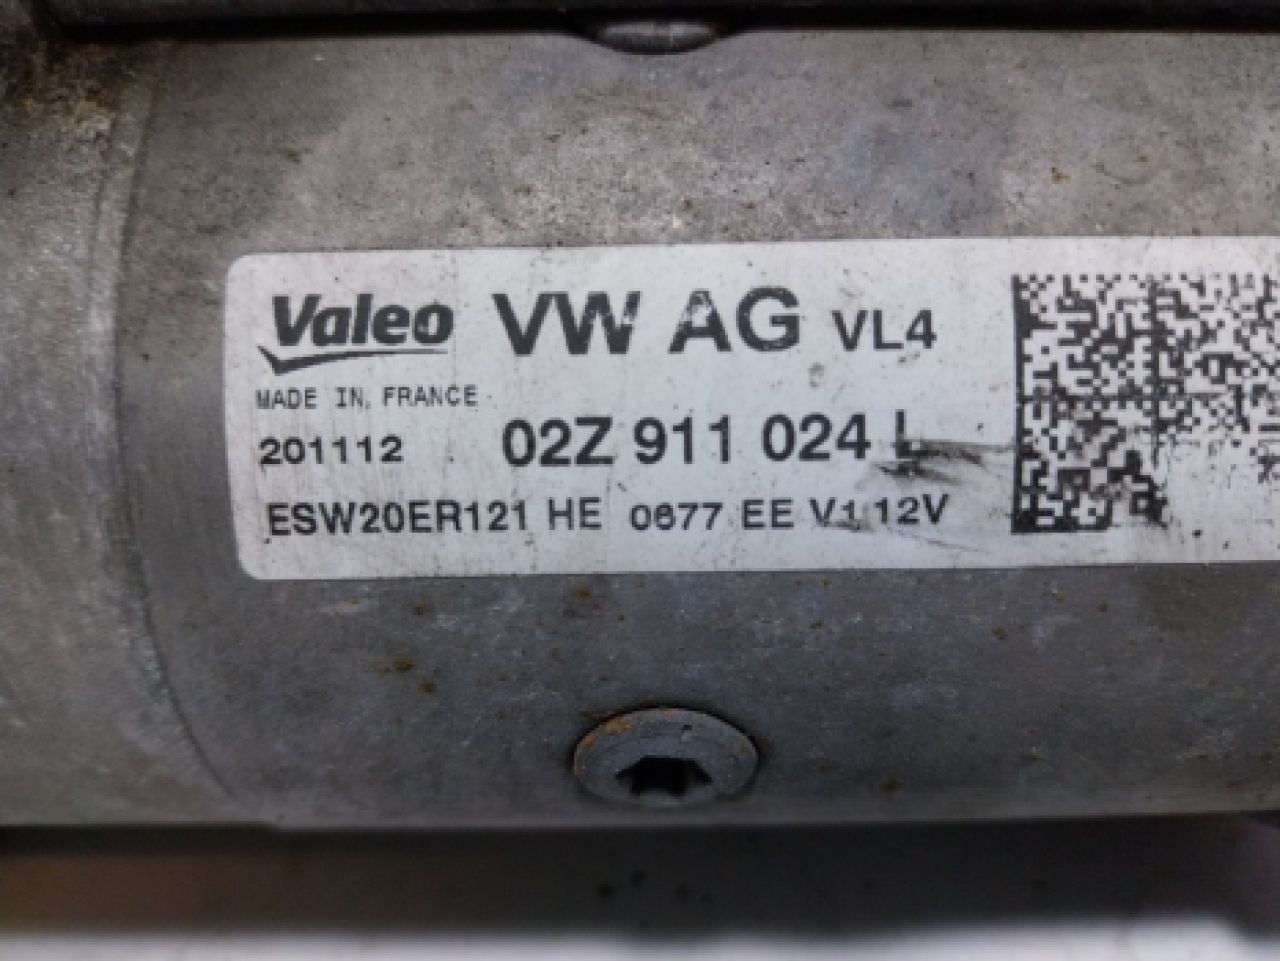 Valeo VW AG VL4
MADE IN FRANCE
201112 02Z 911 024 L
ESW20ER121 HE 0677 EE V1 12V